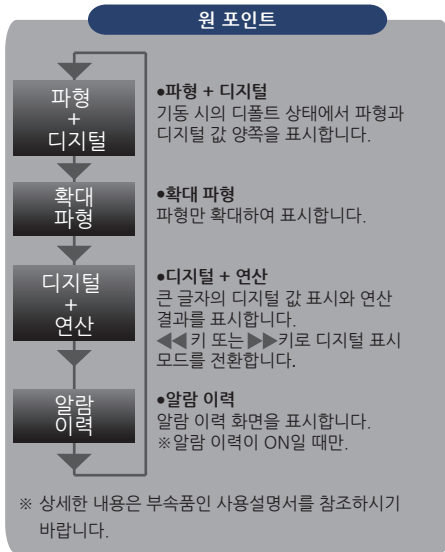 원 포인트
파형
+
디지털
●파형 + 디지털
기동 시의 디폴트 상태에서 파형과
디지털 값 양쪽을 표시합니다.
확대
파형
●확대 파형
파형만 확대하여 표시합니다.
디지털
+
연산
●디지털 + 연산
큰 글자의 디지털 값 표시와 연산
결과를 표시합니다.
◀◀ 키 또는 ▶▶키로 디지털 표시
모드를 전환합니다.
알람
이력
●알람 이력
알람 이력 화면을 표시합니다.
※알람 이력이 ON일 때만.
※ 상세한 내용은 부속품인 사용설명서를 참조하시기
바랍니다.